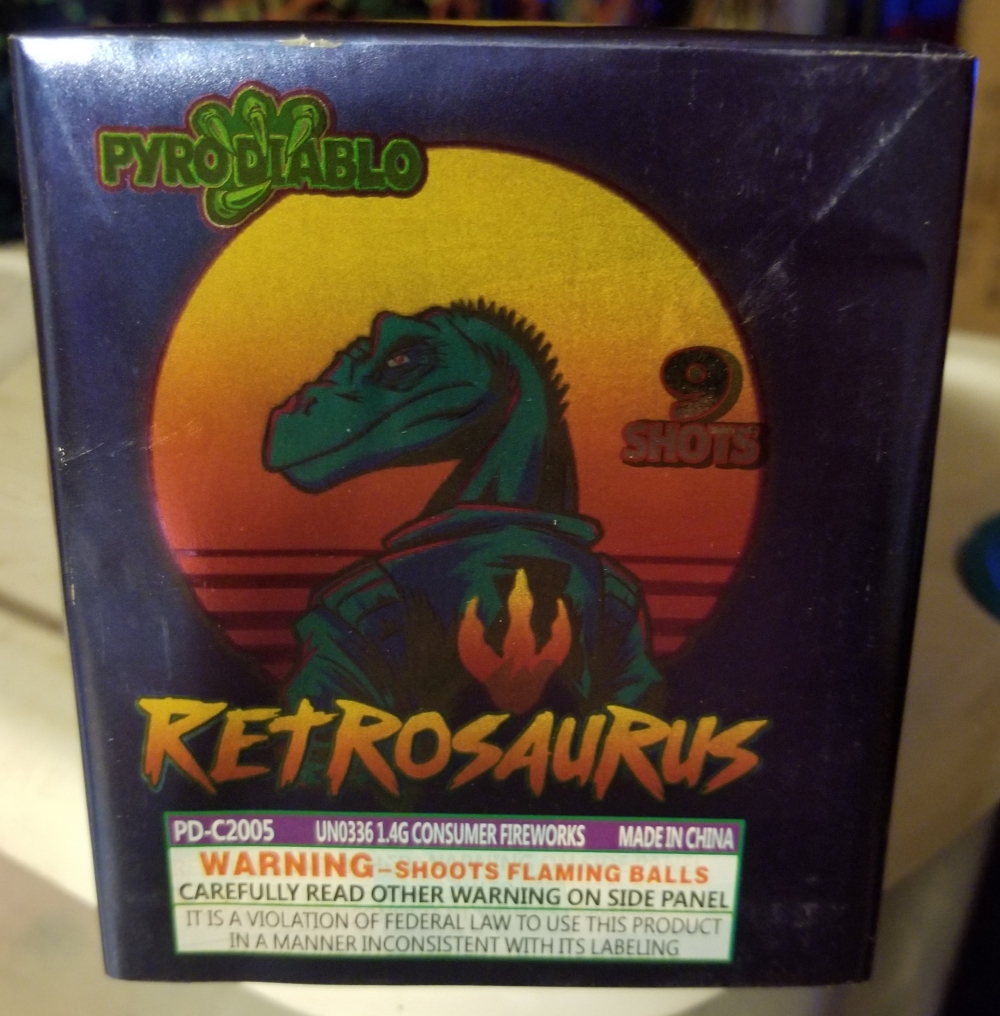 PYRODIABLO
9
SHOTS
RETROSAURUS
PD-C2005 UN0336 1.4G CONSUMER FIREWORKS MADE IN CHINA
WARNING–SHOOTS FLAMING BALLS
CAREFULLY READ OTHER WARNING ON SIDE PANEL
IT IS A VIOLATION OF FEDERAL LAW TO USE THIS PRODUCT
IN A MANNER INCONSISTENT WITH ITS LABELING